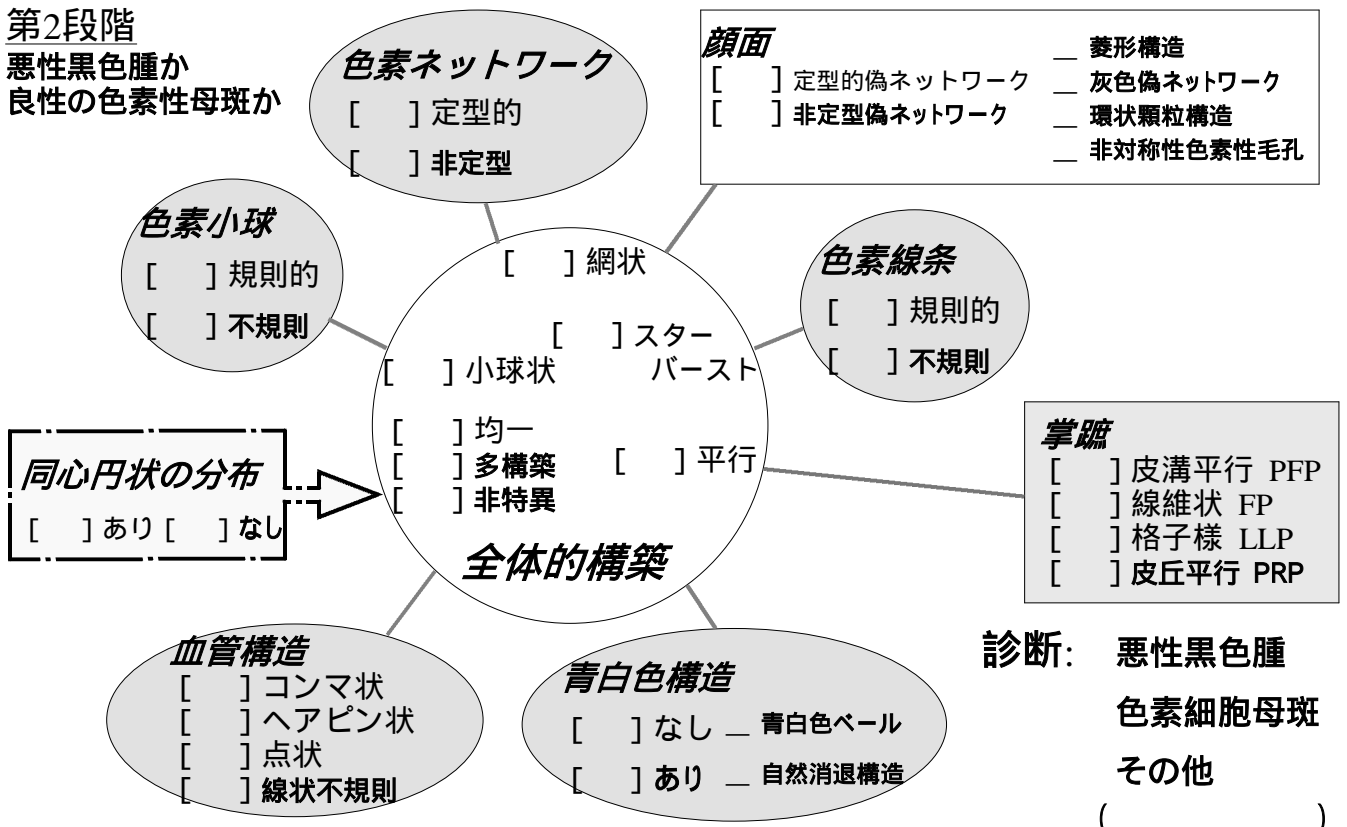 第2段階
悪性黒色腫か
良性の色素性母斑か
色素ネットワーク
[ ] 定型的
[ ] 非定型
顔面
[ ] 定型的偽ネットワーク
[ ] 非定型偽ネットワーク
＿ 菱形構造
＿ 灰色偽ネットワーク
＿ 環状顆粒構造
＿ 非対称性色素性毛孔
色素小球
[ ] 規則的
[ ] 不規則
色素線条
[ ] 規則的
[ ] 不規則
[ ] 網状
[ ] スター
バースト
[ ] 小球状
[ ] 均一
[ ] 多構築
[ ] 非特異
[ ] 平行
全体的構築
同心円状の分布
[ ] あり [ ] なし
掌蹠
[ ] 皮溝平行 PFP
[ ] 線維状 FP
[ ] 格子様 LLP
[ ] 皮丘平行 PRP
血管構造
[ ] コンマ状
[ ] ヘアピン状
[ ] 点状
[ ] 線状不規則
青白色構造
[ ] なし ＿ 青白色ベール
[ ] あり ＿ 自然消退構造
診断: 悪性黒色腫
色素細胞母斑
その他
( )